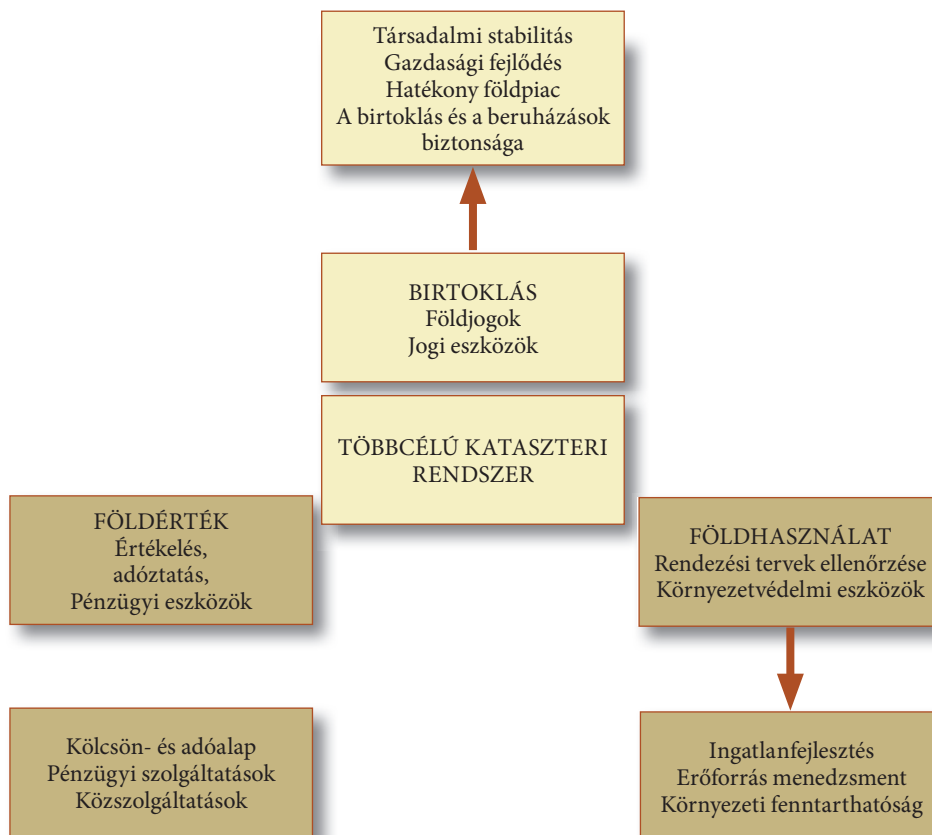 Társadalmi stabilitás
Gazdasági fejlődés
Hatékony földpiac
A birtoklás és a beruházások
biztonsága
BIRTOKLÁS
Földjogok
Jogi eszközök
TÖBBCÉLÚ KATASZTERI
RENDSZER
FÖLDÉRTÉK
Értékelés,
adóztatás,
Pénzügyi eszközök
FÖLDHASZNÁLAT
Rendezési tervek ellenőrzése
Környezetvédelmi eszközök
Kölcsön- és adóalap
Pénzügyi szolgáltatások
Közszolgáltatások
Ingatlanfejlesztés
Erőforrás menedzsment
Környezeti fenntarthatóság